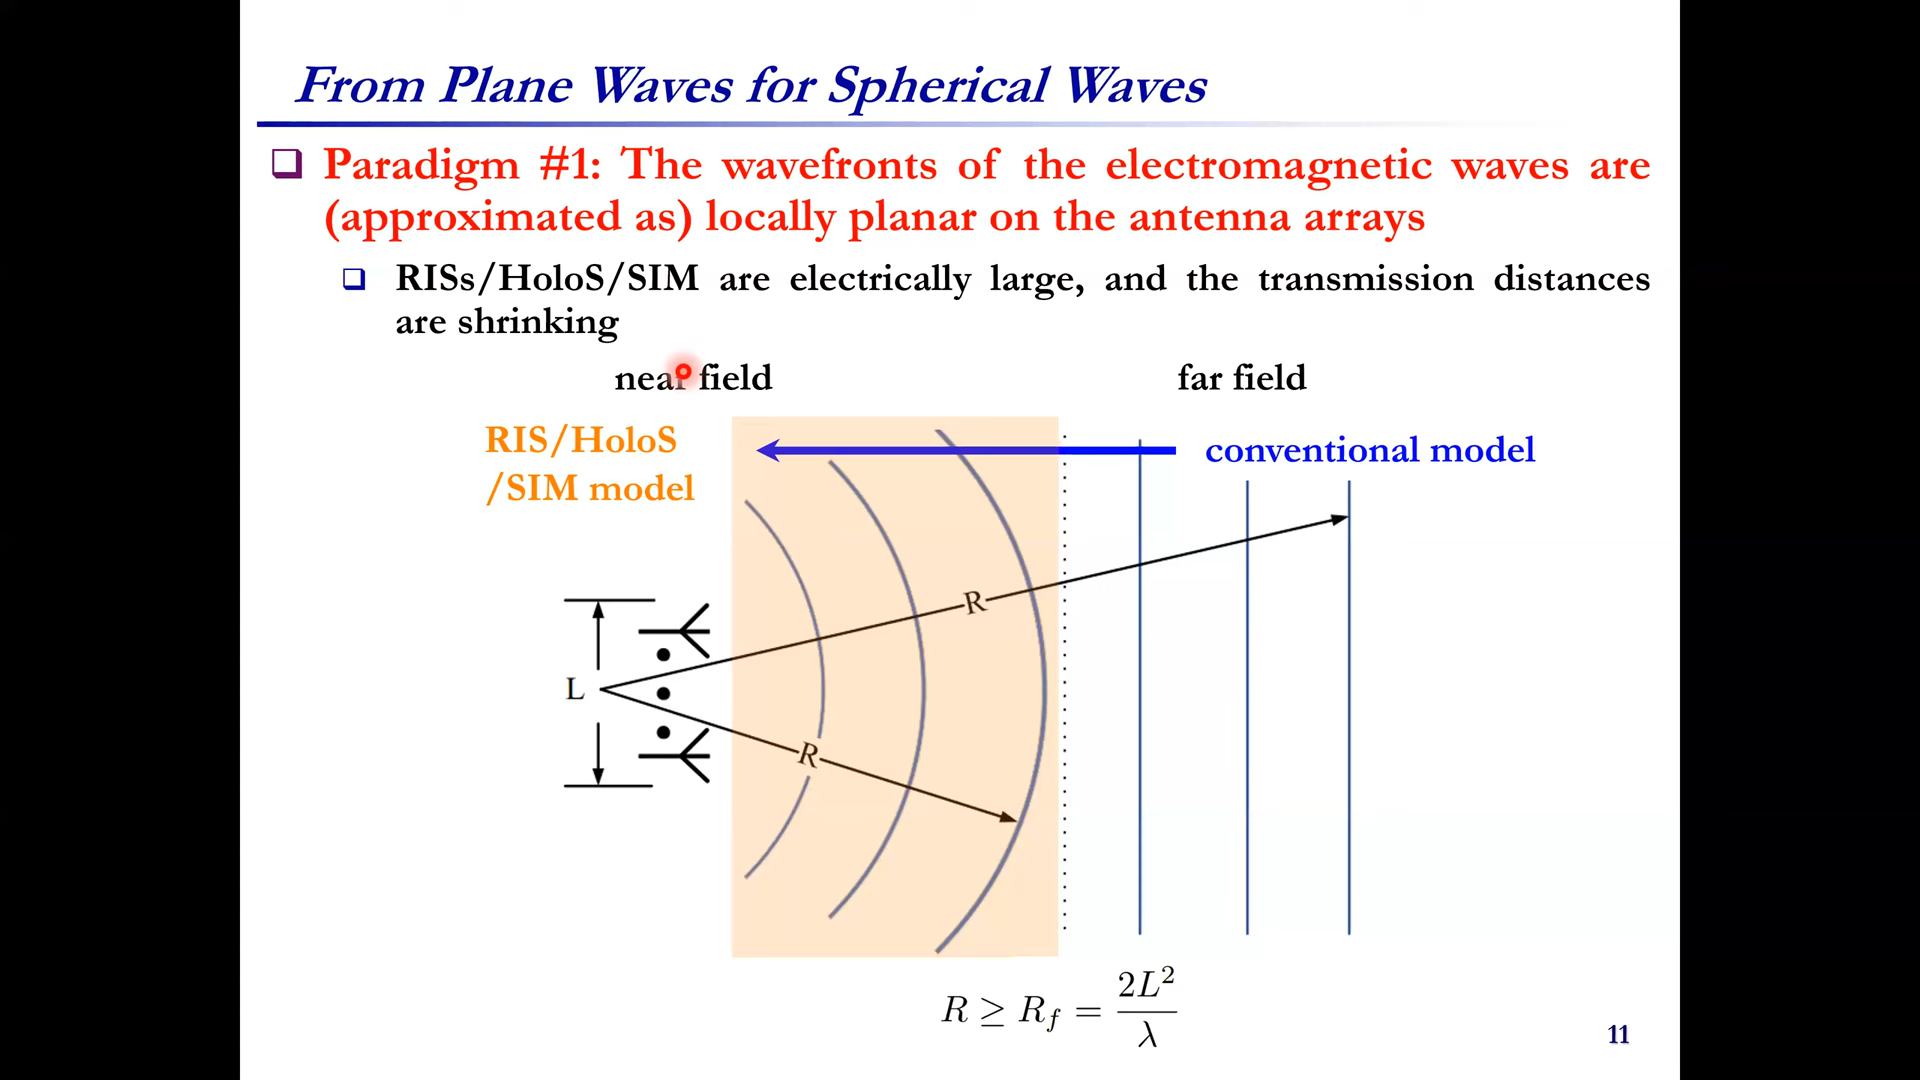 From Plane Waves for Spherical Waves
Paradigm #1: The wavefronts of the electromagnetic waves are
(approximated as) locally planar on the antenna arrays
RISs/HoloS/SIM are electrically large, and the transmission distances
are shrinking
near field
far field
RIS/HoloS
/SIM model
conventional model
R
L
R
R ≥ R_f = 2L²/λ
11